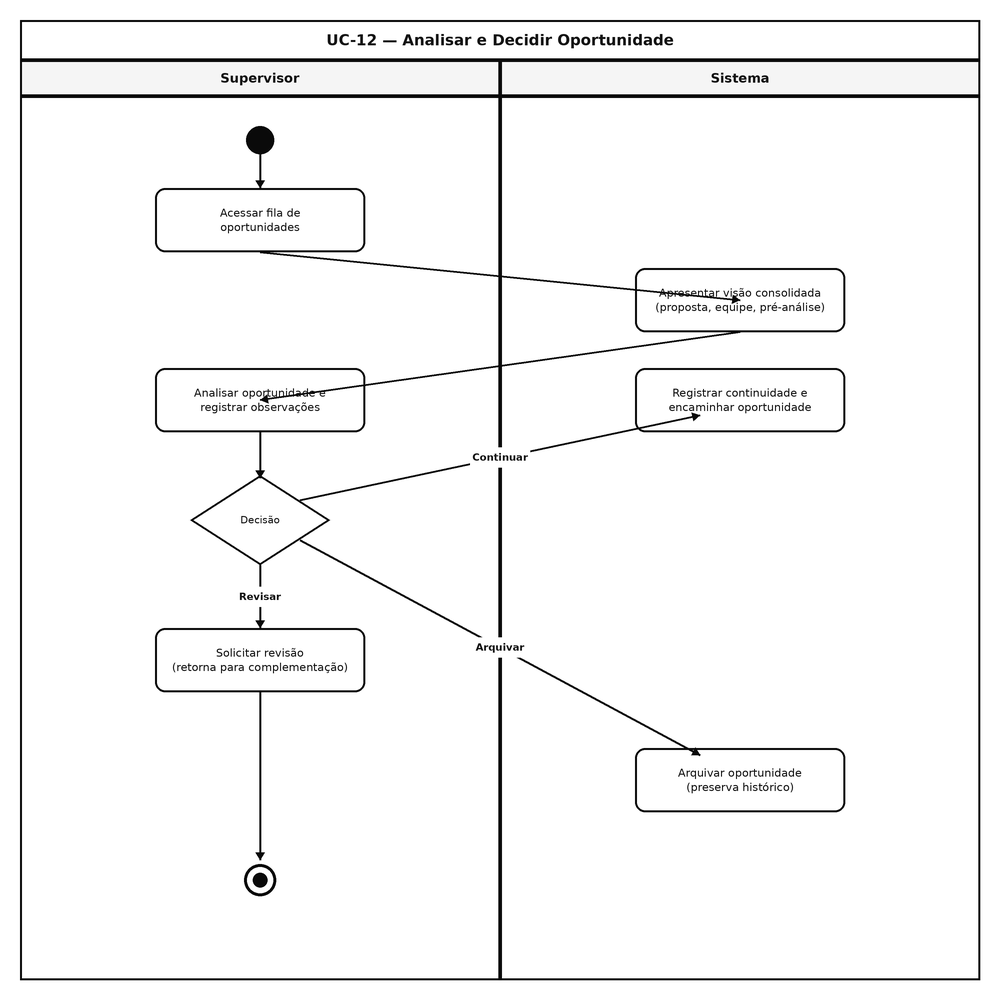 UC-12 — Analisar e Decidir Oportunidade
Supervisor
Sistema
Acessar fila de
oportunidades
Apresentar visão consolidada
(proposta, equipe, pré-análise)
Analisar oportunidade e
registrar observações
Registrar continuidade e
encaminhar oportunidade
Continuar
Decisão
Revisar
Solicitar revisão
(retorna para complementação)
Arquivar
Arquivar oportunidade
(preserva histórico)